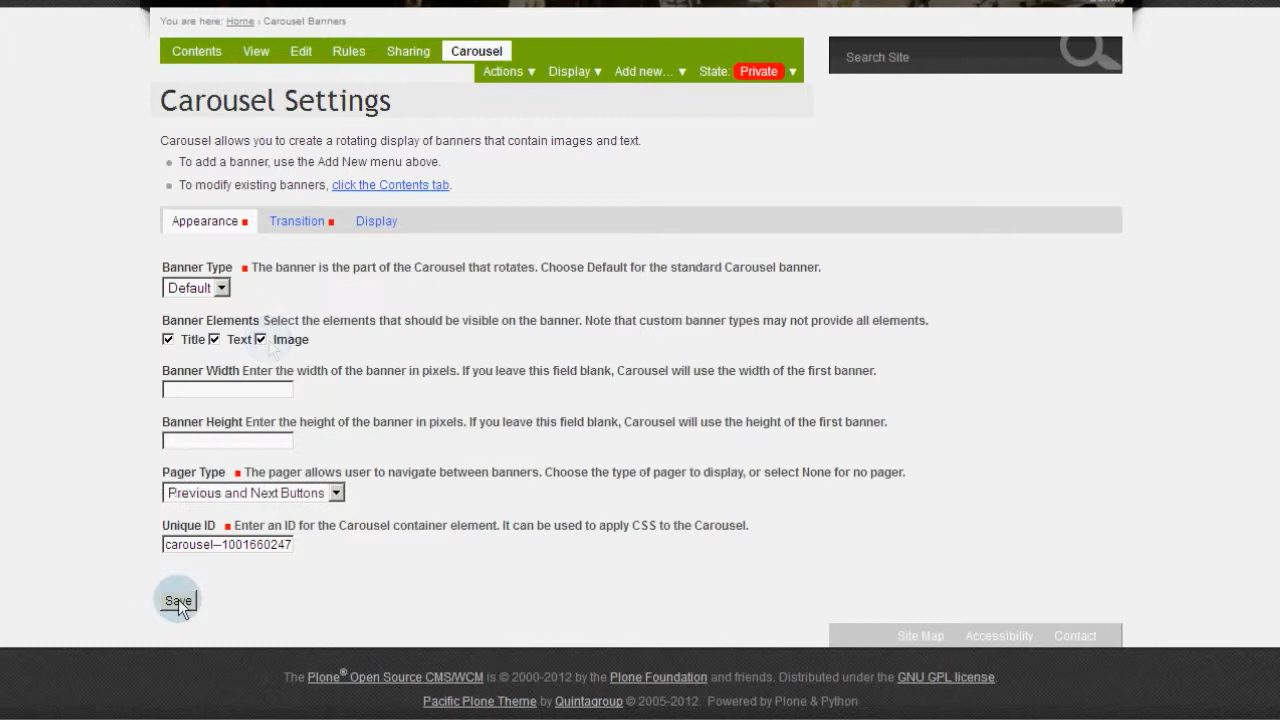 You are here: Home › Carousel Banners
Contents View Edit Rules Sharing Carousel
Search Site
Actions ▼ Display ▼ Add new... ▼ State: Private ▼
Carousel Settings
Carousel allows you to create a rotating display of banners that contain images and text.
To add a banner, use the Add New menu above.
To modify existing banners, click the Contents tab.
Appearance Transition Display
Banner Type The banner is the part of the Carousel that rotates. Choose Default for the standard Carousel banner.
Default
Banner Elements Select the elements that should be visible on the banner. Note that custom banner types may not provide all elements.
Title Text Image
Banner Width Enter the width of the banner in pixels. If you leave this field blank, Carousel will use the width of the first banner.
Banner Height Enter the height of the banner in pixels. If you leave this field blank, Carousel will use the height of the first banner.
Pager Type The pager allows user to navigate between banners. Choose the type of pager to display, or select None for no pager.
Previous and Next Buttons
Unique ID Enter an ID for the Carousel container element. It can be used to apply CSS to the Carousel.
carousel--1001660247
Save
Site Map Accessibility Contact
The Plone® Open Source CMS/WCM is © 2000-2012 by the Plone Foundation and friends. Distributed under the GNU GPL license.
Pacific Plone Theme by Quintagroup © 2005-2012. Powered by Plone & Python